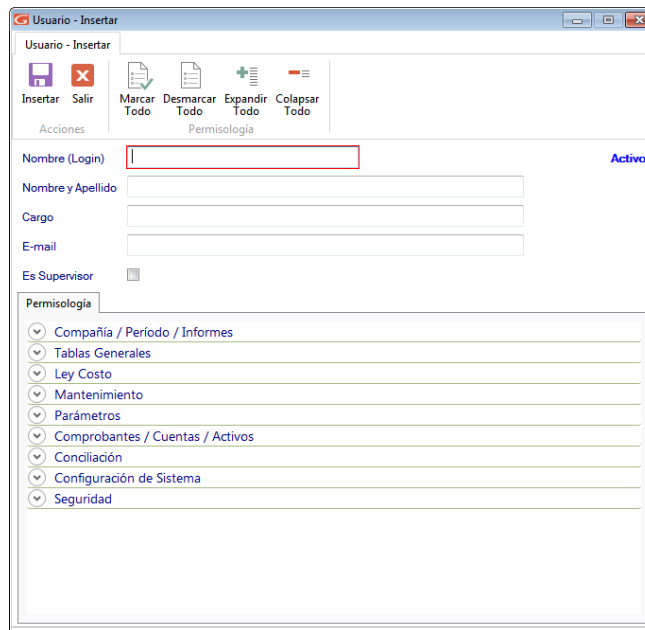 Usuario - Insertar
Usuario - Insertar
Insertar Salir Marcar Todo Desmarcar Todo Expandir Todo Colapsar Todo
Acciones Permisología
Nombre (Login) Activo
Nombre y Apellido
Cargo
E-mail
Es Supervisor
Permisología
Compañía / Período / Informes
Tablas Generales
Ley Costo
Mantenimiento
Parámetros
Comprobantes / Cuentas / Activos
Conciliación
Configuración de Sistema
Seguridad